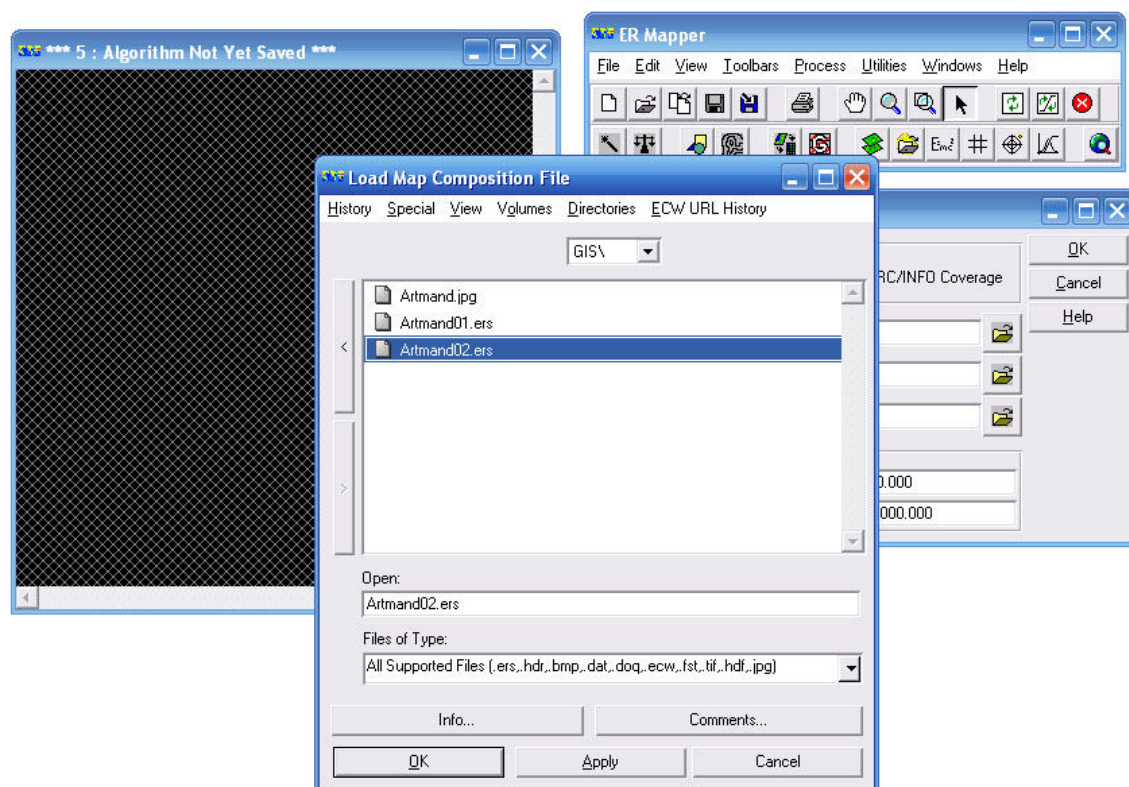 *** 5 : Algorithm Not Yet Saved ***
ER Mapper
File Edit View Toolbars Process Utilities Windows Help
Load Map Composition File
History Special View Volumes Directories ECW URL History
GIS\
<
Artmand.jpg
Artmand01.ers
Artmand02.ers
>
Open:
Artmand02.ers
Files of Type:
All Supported Files (.ers,.hdr,.bmp,.dat,.doq,.ecw,.fst,.tif,.hdf,.jpg)
Info... Comments...
OK Apply Cancel
RC/INFO Coverage
0.000
000.000
OK
Cancel
Help